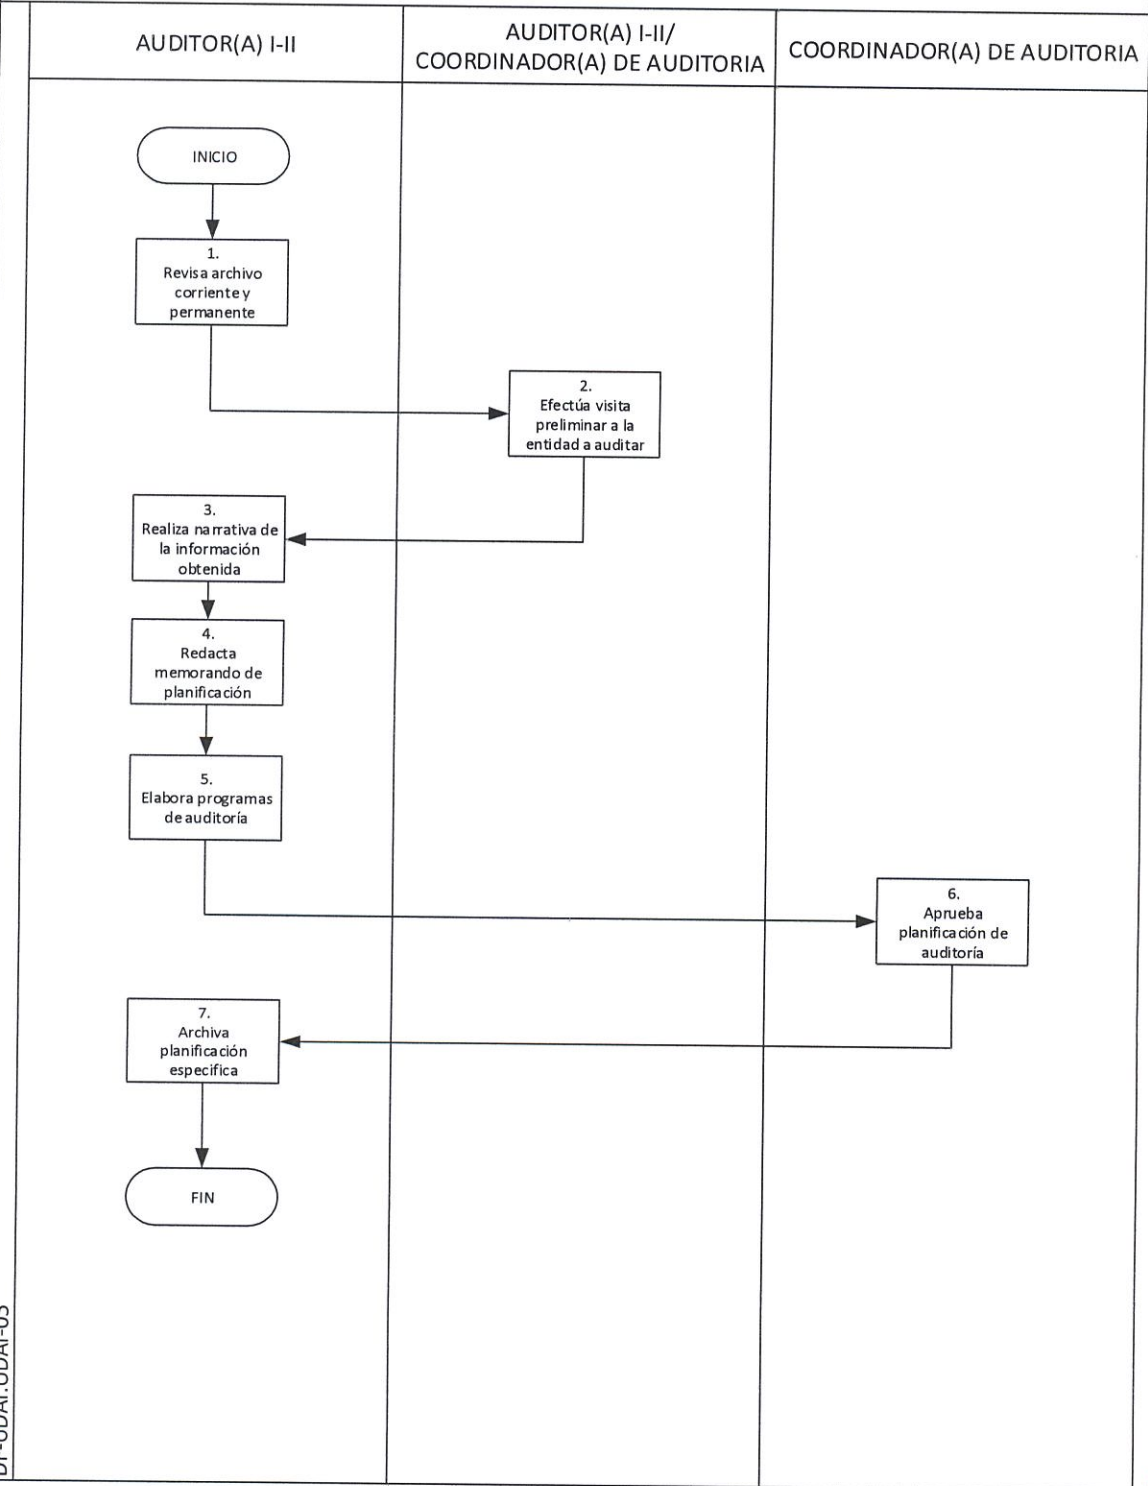 AUDITOR(A) I-II
AUDITOR(A) I-II/
COORDINADOR(A) DE AUDITORIA
COORDINADOR(A) DE AUDITORIA
INICIO
1.
Revisa archivo
corriente y
permanente
2.
Efectúa visita
preliminar a la
entidad a auditar
3.
Realiza narrativa de
la información
obtenida
4.
Redacta
memorando de
planificación
5.
Elabora programas
de auditoría
6.
Aprueba
planificación de
auditoría
7.
Archiva
planificación
especifica
FIN